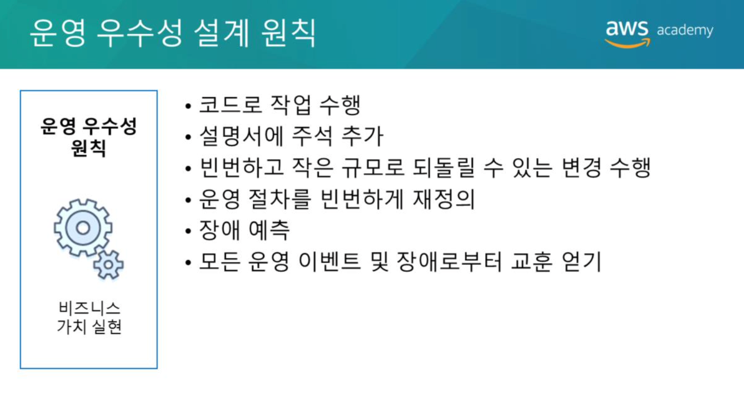 운영 우수성 설계 원칙
aws academy
운영 우수성
원칙
비즈니스
가치 실현
• 코드로 작업 수행
• 설명서에 주석 추가
• 빈번하고 작은 규모로 되돌릴 수 있는 변경 수행
• 운영 절차를 빈번하게 재정의
• 장애 예측
• 모든 운영 이벤트 및 장애로부터 교훈 얻기